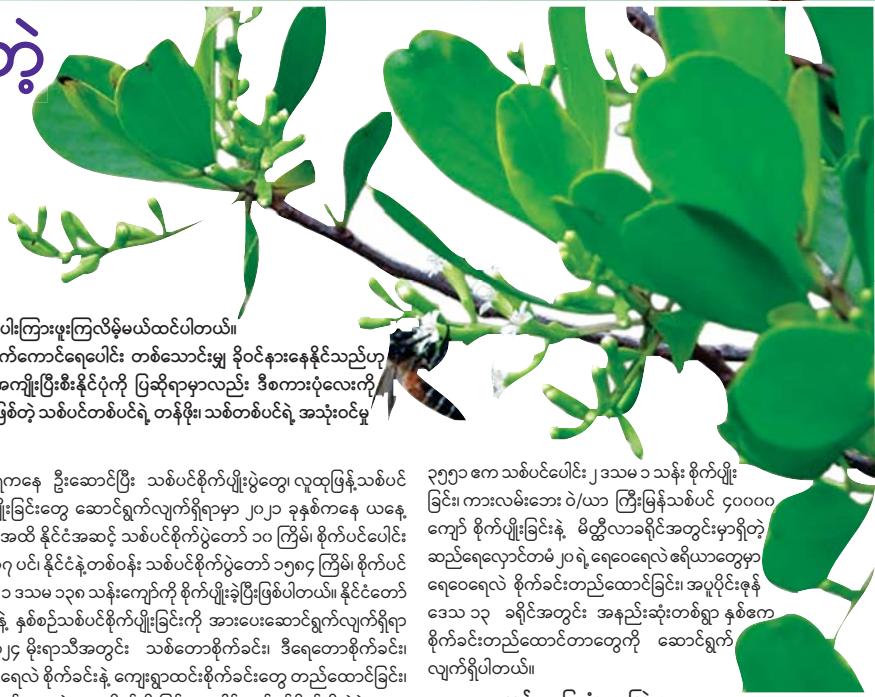 တဲ့
ပါးကြားဖူးကြလိမ့်မယ်ထင်ပါတယ်။
က်ကောင်ရေပေါင်း တစ်သောင်းမျှ ခိုဝင်နားနေနိုင်သည်ဟု
အကျိုးပြီးစီးနိုင်ပုံကို ပြဆိုရာမှာလည်း ဒီစကားပုံလေးကို
ဖြစ်တဲ့ သစ်ပင်တစ်ပင်ရဲ့ တန်ဖိုး၊ သစ်တစ်ပင်ရဲ့ အသုံးဝင်မှု
ရကနေ ဦးဆောင်ပြီး သစ်ပင်စိုက်ပျိုးပွဲတွေ၊ လူထုဖြန့်သစ်ပင်
ျိုးခြင်းတွေ ဆောင်ရွက်လျက်ရှိရာမှာ ၂၀၂၁ ခုနှစ်ကနေ ယနေ့
အထိ နိုင်ငံအဆင့် သစ်ပင်စိုက်ပွဲတော် ၁၀ ကြိမ်၊ စိုက်ပင်ပေါင်း
၇ ပင်၊ နိုင်ငံနဲ့တစ်ဝန်း သစ်ပင်စိုက်ပွဲတော် ၁၅၈၄ ကြိမ်၊ စိုက်ပင်
၁ ဒသမ ၁၃၈ သန်းကျော်ကို စိုက်ပျိုးခဲ့ပြီးဖြစ်ပါတယ်။ နိုင်ငံတော်
နဲ့ နှစ်စဉ်သစ်ပင်စိုက်ပျိုးခြင်းကို အားပေးဆောင်ရွက်လျက်ရှိရာ
၂၄ မိုးရာသီအတွင်း သစ်တောစိုက်ခင်း၊ ဒီရေတောစိုက်ခင်း၊
ရေလဲ စိုက်ခင်းနဲ့ ကျေးရွာထင်းစိုက်ခင်းတွေ တည်ထောင်ခြင်း၊
၃၅၅၁ ဧက သစ်ပင်ပေါင်း ၂ ဒသမ ၁ သန်း စိုက်ပျိုး
ခြင်း၊ ကားလမ်းဘေး ဝဲ/ယာ ကြီးမြန်သစ်ပင် ၄၀၀၀၀
ကျော် စိုက်ပျိုးခြင်းနဲ့ မိတ္ထီလာခရိုင်အတွင်းမှာရှိတဲ့
ဆည်ရေလှောင်တမံ၂၀ ရဲ့ ရေဝေရေလဲ ဧရိယာတွေမှာ
ရေဝေရေလဲ စိုက်ခင်းတည်ထောင်ခြင်း၊ အပူပိုင်းဇုန်
ဒေသ ၁၃ ခရိုင်အတွင်း အနည်းဆုံးတစ်ရွာ နှစ်ဧက
စိုက်ခင်းတည်ထောင်တာတွေကို ဆောင်ရွက်
လျက်ရှိပါတယ်။